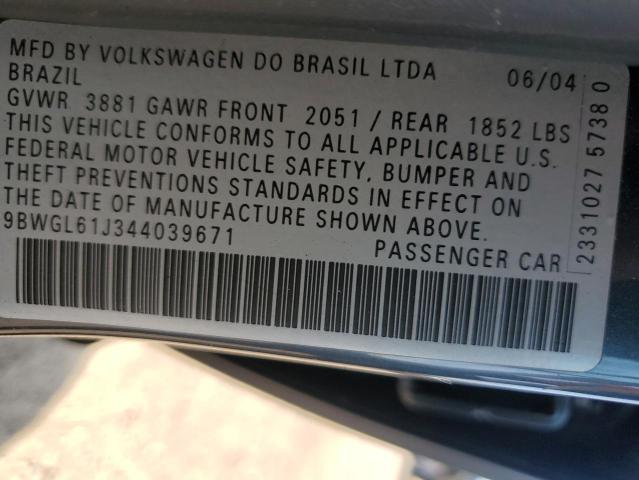 MFD BY VOLKSWAGEN DO BRASIL LTDA 06/04
BRAZIL
GVWR 3881 GAWR FRONT 2051 / REAR 1852 LBS
THIS VEHICLE CONFORMS TO ALL APPLICABLE U.S.
FEDERAL MOTOR VEHICLE SAFETY, BUMPER AND
THEFT PREVENTIONS STANDARDS IN EFFECT ON
THE DATE OF MANUFACTURE SHOWN ABOVE.
9BWGL61J344039671 PASSENGER CAR
2331027 57380